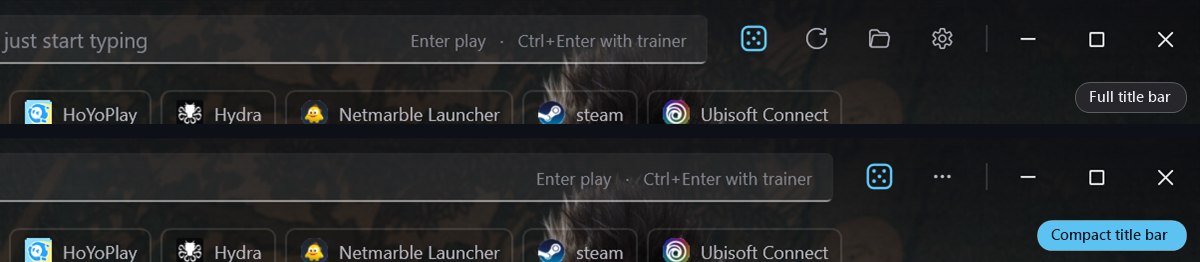 just start typing Enter play · Ctrl+Enter with trainer
Full title bar
HoYoPlay Hydra Netmarble Launcher steam Ubisoft Connect
Enter play · Ctrl+Enter with trainer
Compact title bar
HoYoPlay Hydra Netmarble Launcher steam Ubisoft Connect